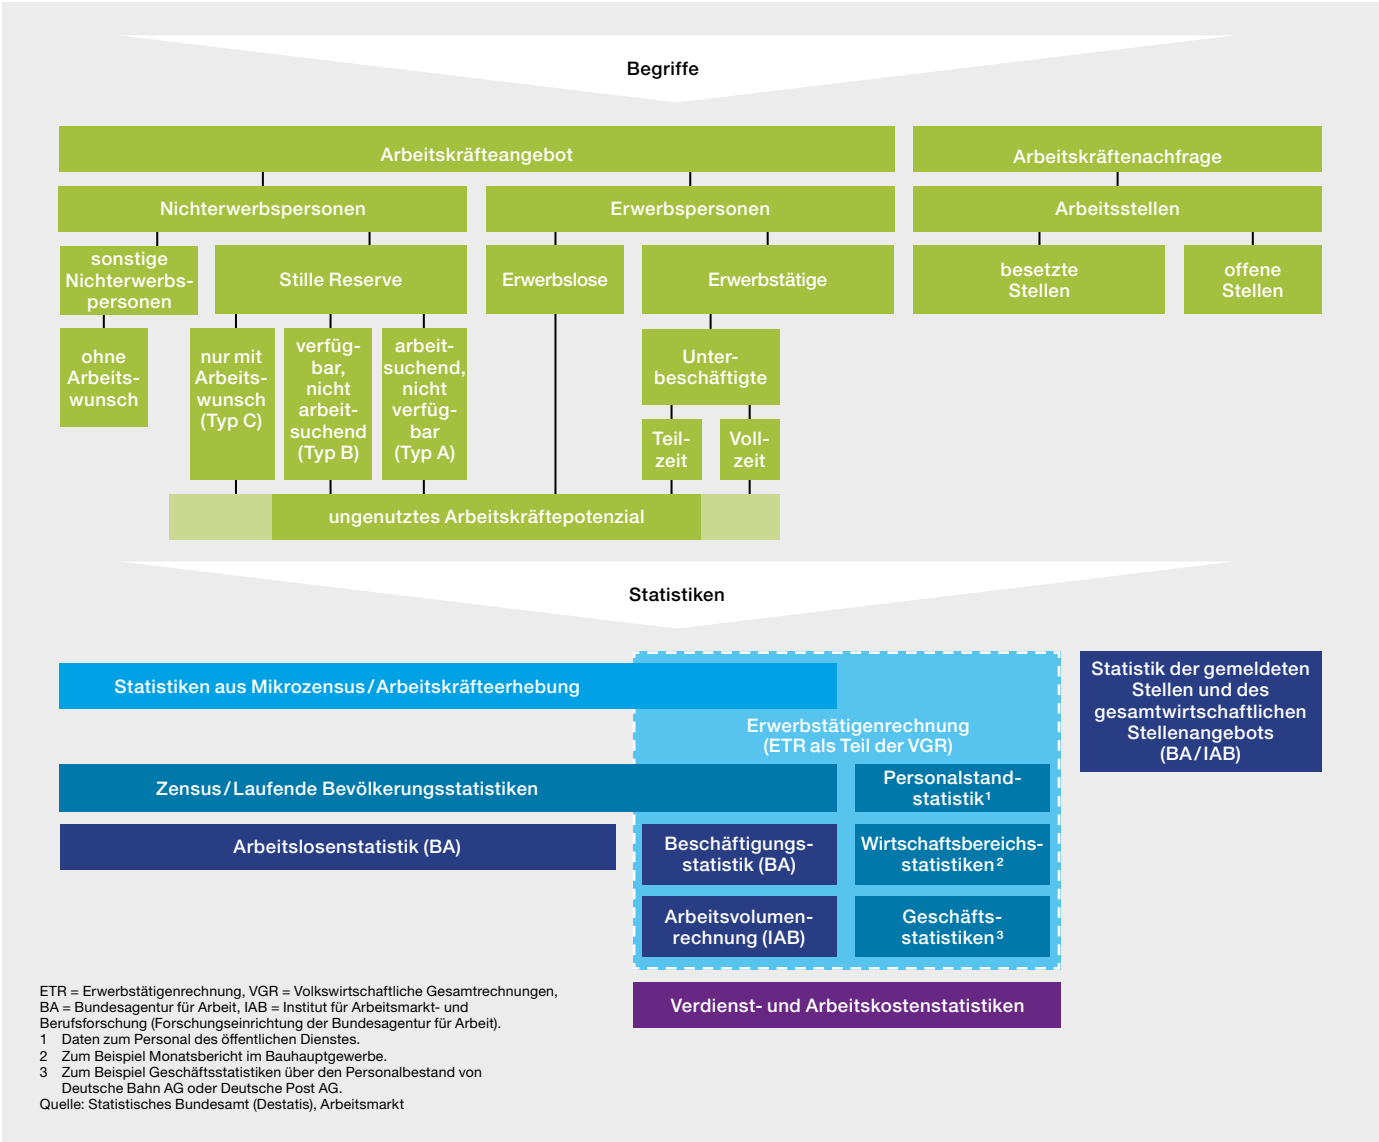 Begriffe
Arbeitskräfteangebot
Arbeitskräftenachfrage
Nichterwerbspersonen
Erwerbspersonen
Arbeitsstellen
sonstige
Nichterwerbs-
personen
Stille Reserve
Erwerbslose
Erwerbstätige
besetzte
Stellen
offene
Stellen
ohne
Arbeits-
wunsch
nur mit
Arbeits-
wunsch
(Typ C)
verfüg-
bar,
nicht
arbeit-
suchend
(Typ B)
arbeit-
suchend,
nicht
verfüg-
bar
(Typ A)
Unter-
beschäftigte
Teil-
zeit
Voll-
zeit
ungenutztes Arbeitskräftepotenzial
Statistiken
Statistiken aus Mikrozensus/Arbeitskräfteerhebung
Erwerbstätigenrechnung
(ETR als Teil der VGR)
Statistik der gemeldeten
Stellen und des
gesamtwirtschaftlichen
Stellenangebots
(BA/IAB)
Zensus/Laufende Bevölkerungsstatistiken
Personalstand-
statistik¹
Arbeitslosenstatistik (BA)
Beschäftigungs-
statistik (BA)
Wirtschaftsbereichs-
statistiken²
Arbeitsvolumen-
rechnung (IAB)
Geschäfts-
statistiken³
Verdienst- und Arbeitskostenstatistiken
ETR = Erwerbstätigenrechnung, VGR = Volkswirtschaftliche Gesamtrechnungen,
BA = Bundesagentur für Arbeit, IAB = Institut für Arbeitsmarkt- und
Berufsforschung (Forschungseinrichtung der Bundesagentur für Arbeit).
1 Daten zum Personal des öffentlichen Dienstes.
2 Zum Beispiel Monatsbericht im Bauhauptgewerbe.
3 Zum Beispiel Geschäftsstatistiken über den Personalbestand von
Deutsche Bahn AG oder Deutsche Post AG.
Quelle: Statistisches Bundesamt (Destatis), Arbeitsmarkt